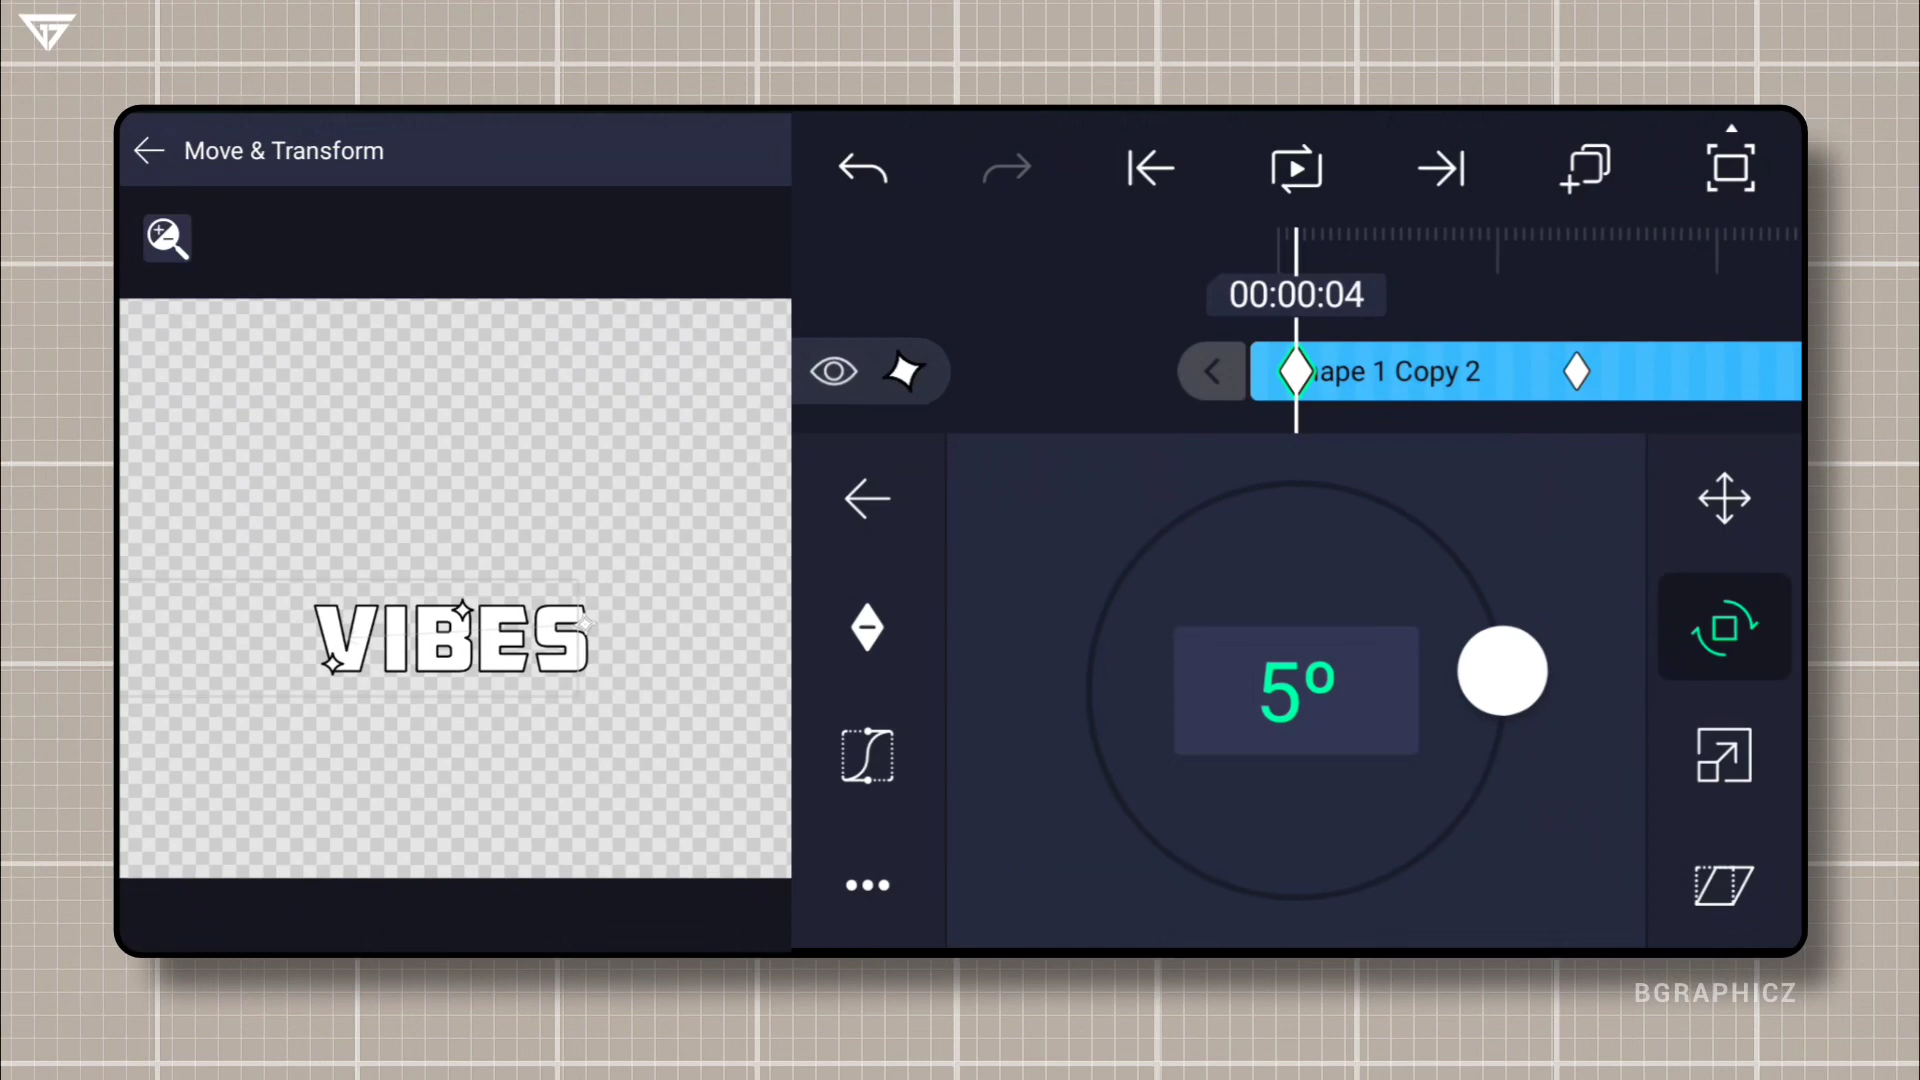 Move & Transform
00:00:04
ape 1 Copy 2
VIBES
5º
BGRAPHICZ